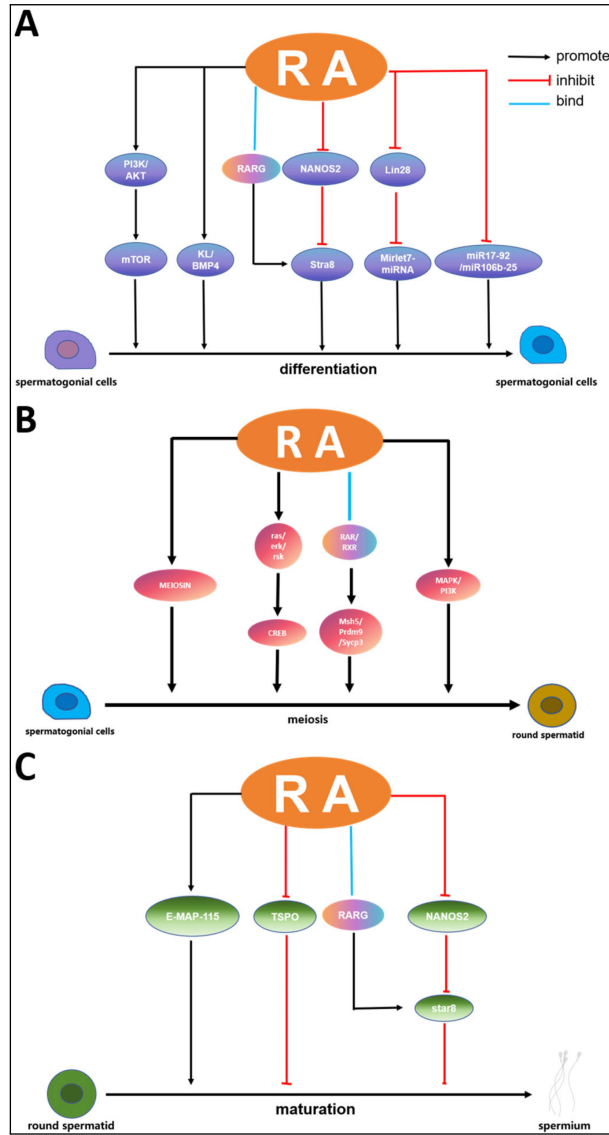 A
RA
promote
inhibit
bind
PI3K/
AKT
RARG
NANOS2
Lin28
mTOR
KL/
BMP4
Stra8
Mirlet7-
miRNA
miR17-92
/miR106b-25
differentiation
spermatogonial cells
spermatogonial cells
B
RA
ras/
erk/
rsk
RAR/
RXR
MEIOSIN
MAPK/
PI3K
CREB
Msh5/
Prdm9
/Sycp3
spermatogonial cells
meiosis
round spermatid
C
RA
E-MAP-115
TSPO
RARG
NANOS2
star8
maturation
round spermatid
spermium